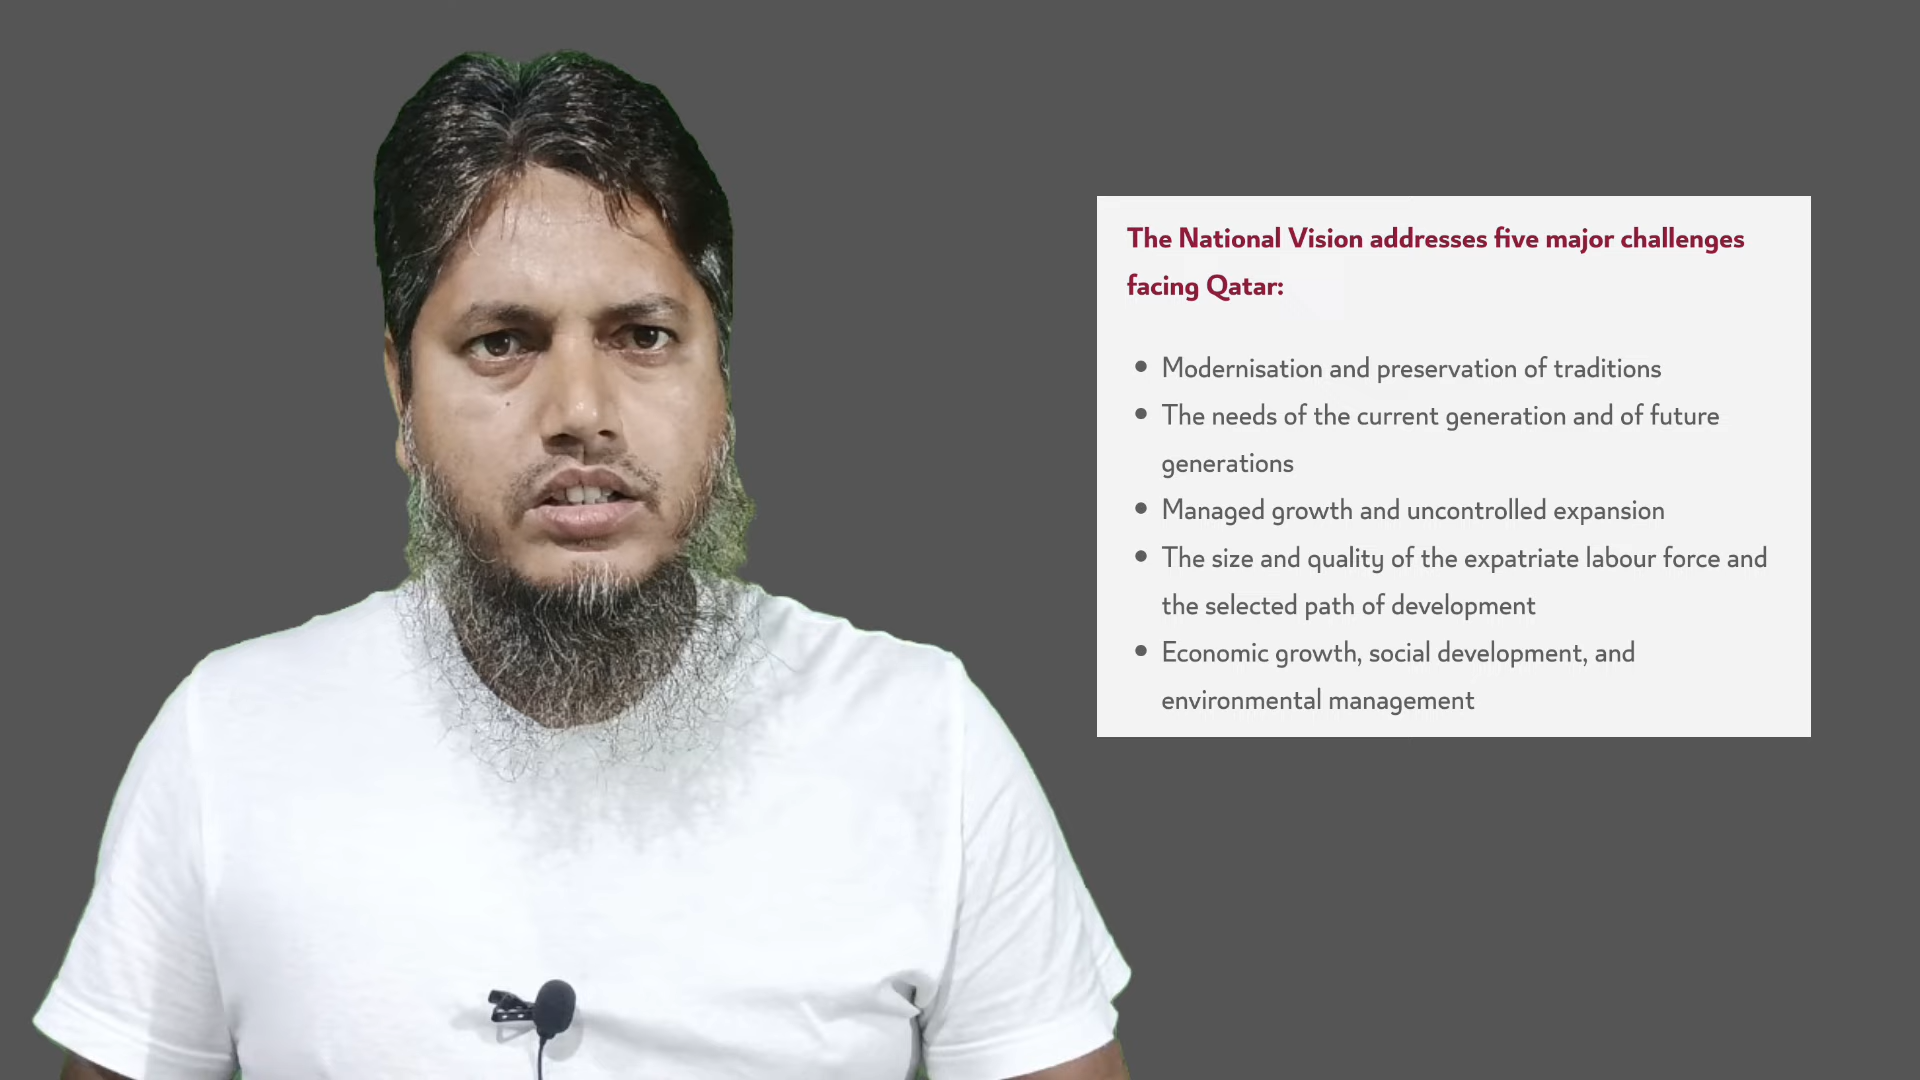 The National Vision addresses five major challenges
facing Qatar:
• Modernisation and preservation of traditions
• The needs of the current generation and of future
generations
• Managed growth and uncontrolled expansion
• The size and quality of the expatriate labour force and
the selected path of development
• Economic growth, social development, and
environmental management